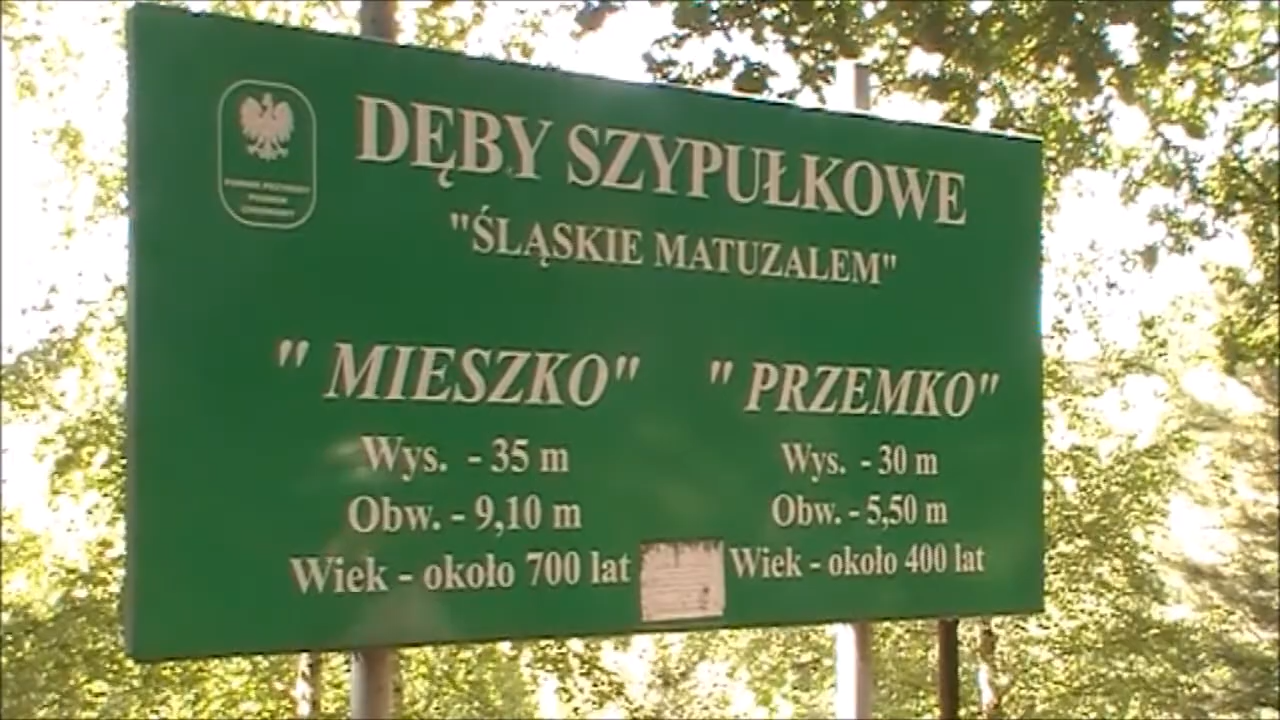 DĘBY SZYPUŁKOWE
"ŚLĄSKIE MATUZALEM"
" MIESZKO"
Wys. - 35 m
Obw. - 9,10 m
Wiek - około 700 lat
" PRZEMKO"
Wys. - 30 m
Obw. - 5,50 m
Wiek - około 400 lat